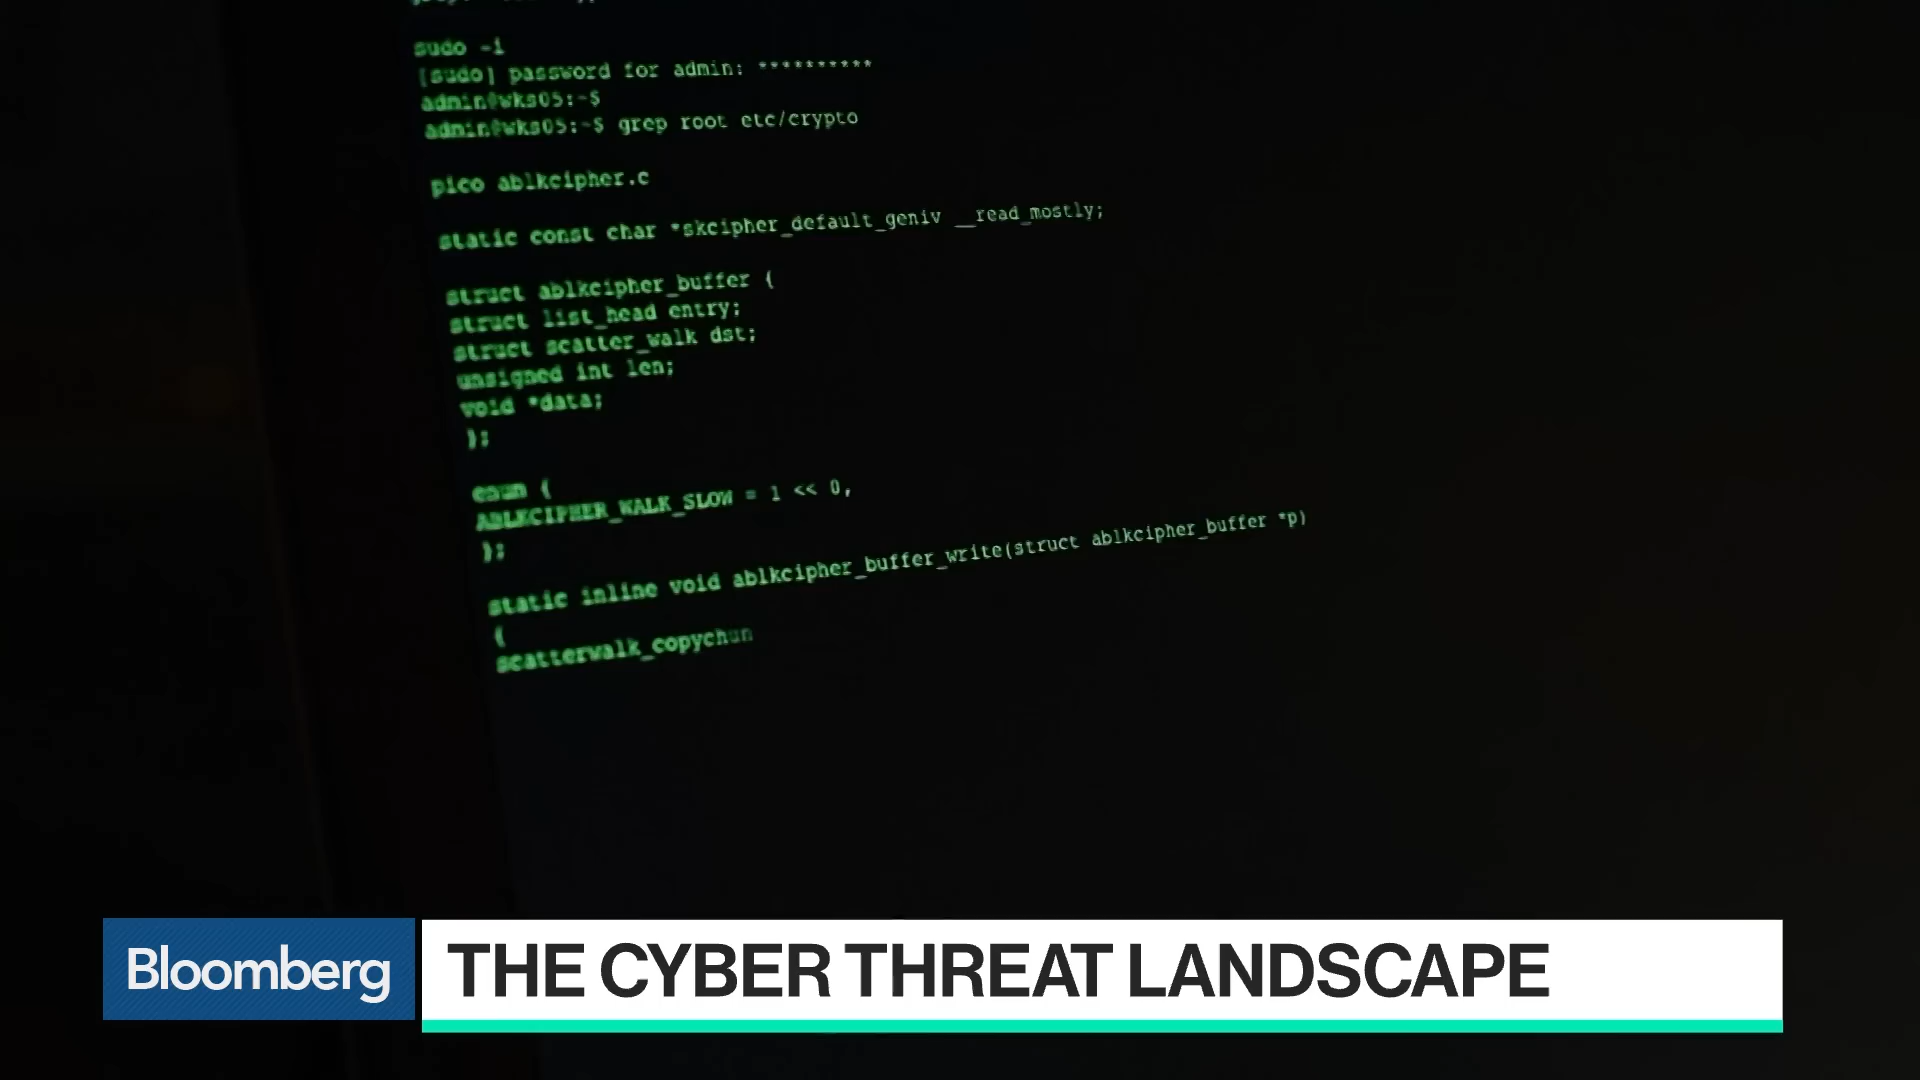 sudo -i
[sudo] password for admin: **********
admin@wks05:~$
admin@wks05:~$ grep root etc/crypto
pico ablkcipher.c
static const char *skcipher_default_geniv __read_mostly;
struct ablkcipher_buffer {
struct list_head entry;
struct scatter_walk dst;
unsigned int len;
void *data;
};
enum {
ABLKCIPHER_WALK_SLOW = 1 << 0,
};
static inline void ablkcipher_buffer_write(struct ablkcipher_buffer *p)
{
scatterwalk_copychun
Bloomberg
THE CYBER THREAT LANDSCAPE